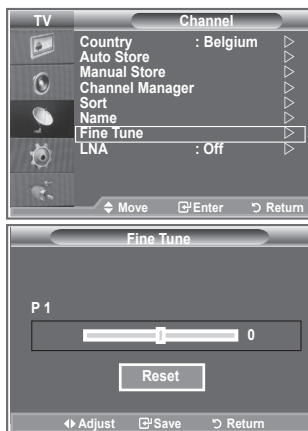 TV Channel
Country : Belgium
Auto Store
Manual Store
Channel Manager
Sort
Name
Fine Tune
LNA : Off
Move Enter Return
Fine Tune
P 1
0
Reset
Adjust Save Return